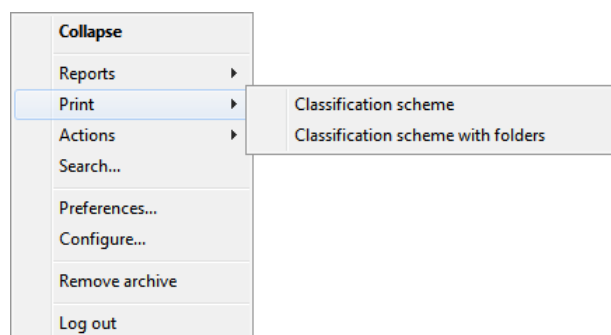 Collapse
Reports
Print
Classification scheme
Actions
Classification scheme with folders
Search...
Preferences...
Configure...
Remove archive
Log out